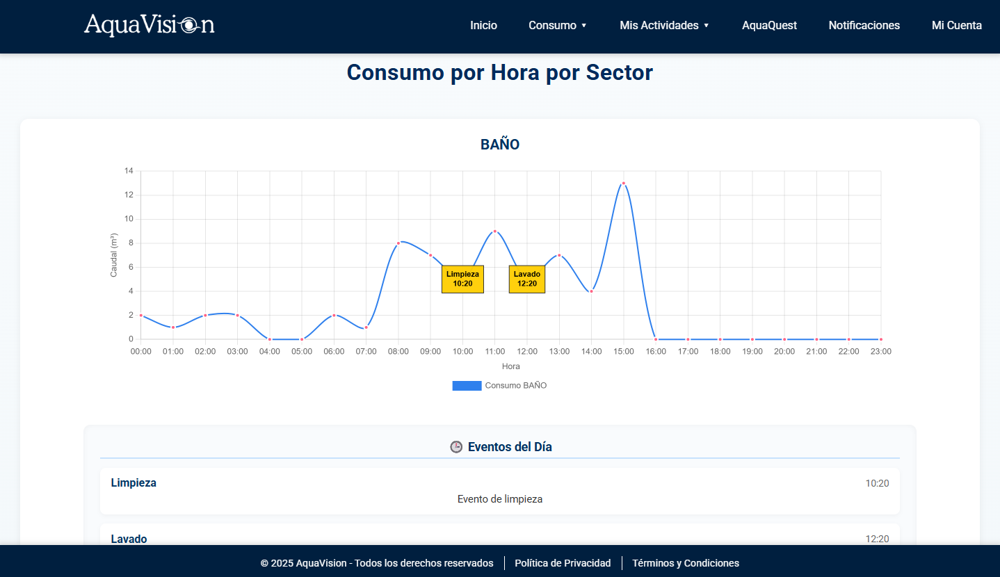 AquaVision
Inicio Consumo ▼ Mis Actividades ▼ AquaQuest Notificaciones Mi Cuenta
Consumo por Hora por Sector
BAÑO
14
12
10
8
6
4
2
0
Caudal (m³)
Limpieza
10:20
Lavado
12:20
00:00 01:00 02:00 03:00 04:00 05:00 06:00 07:00 08:00 09:00 10:00 11:00 12:00 13:00 14:00 15:00 16:00 17:00 18:00 19:00 20:00 21:00 22:00 23:00
Hora
Consumo BAÑO
Eventos del Día
Limpieza 10:20
Evento de limpieza
Lavado 12:20
© 2025 AquaVision - Todos los derechos reservados | Política de Privacidad | Términos y Condiciones